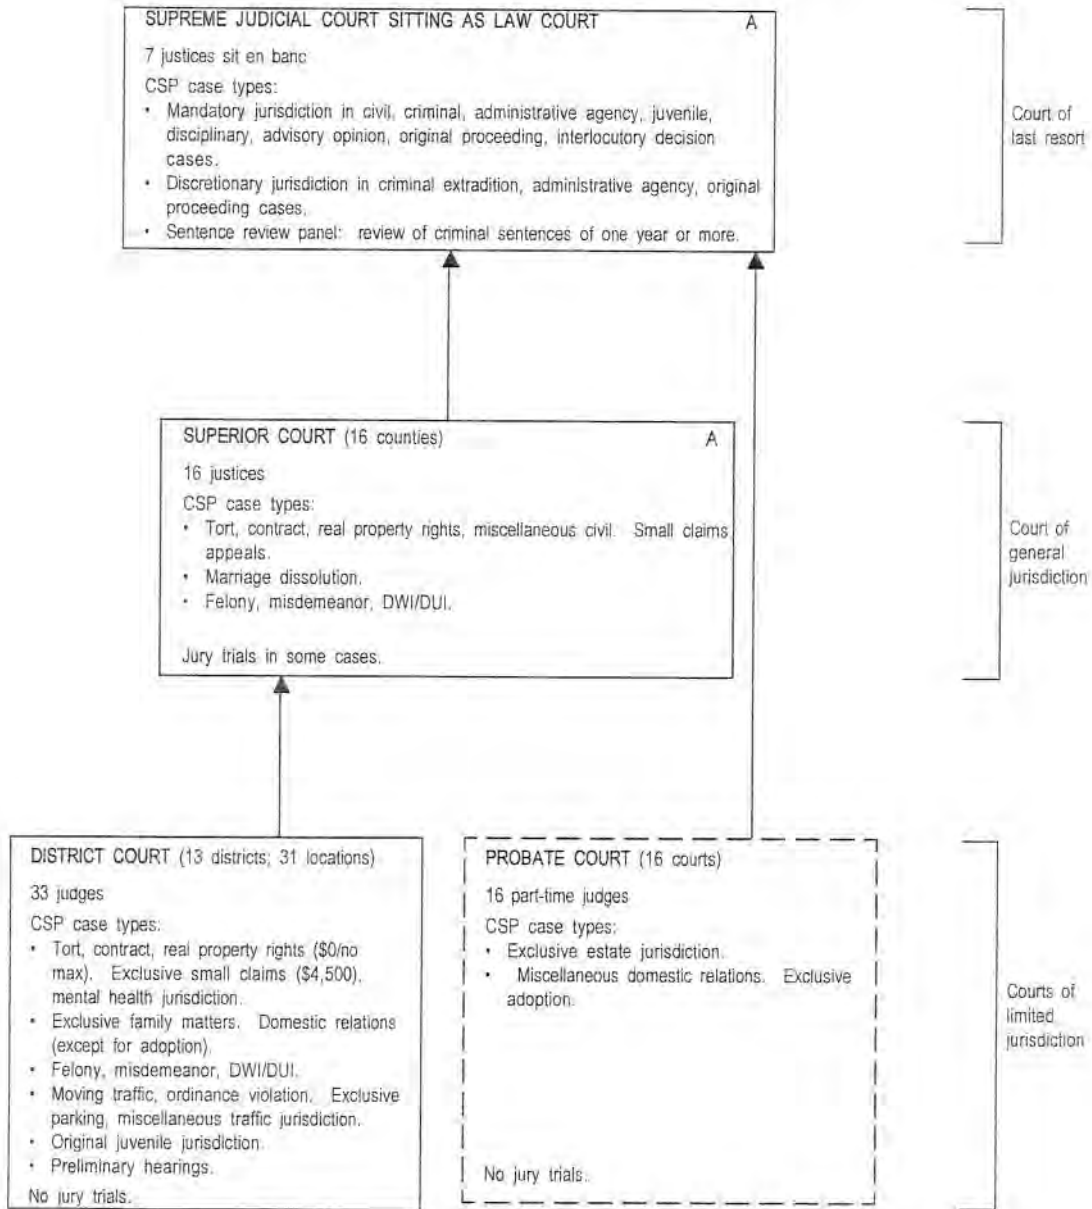 SUPREME JUDICIAL COURT SITTING AS LAW COURT A
7 justices sit en banc
CSP case types:
• Mandatory jurisdiction in civil, criminal, administrative agency, juvenile,
disciplinary, advisory opinion, original proceeding, interlocutory decision
cases.
• Discretionary jurisdiction in criminal extradition, administrative agency, original
proceeding cases.
• Sentence review panel: review of criminal sentences of one year or more.
Court of
last resort
SUPERIOR COURT (16 counties) A
16 justices
CSP case types:
• Tort, contract, real property rights, miscellaneous civil. Small claims
appeals.
• Marriage dissolution.
• Felony, misdemeanor, DWI/DUI.
Jury trials in some cases.
Court of
general
jurisdiction
DISTRICT COURT (13 districts; 31 locations)
33 judges
CSP case types:
• Tort, contract, real property rights ($0/no
max). Exclusive small claims ($4,500),
mental health jurisdiction.
• Exclusive family matters. Domestic relations
(except for adoption).
• Felony, misdemeanor, DWI/DUI.
• Moving traffic, ordinance violation. Exclusive
parking, miscellaneous traffic jurisdiction.
• Original juvenile jurisdiction.
• Preliminary hearings.
No jury trials.
PROBATE COURT (16 courts)
16 part-time judges
CSP case types:
• Exclusive estate jurisdiction.
• Miscellaneous domestic relations. Exclusive
adoption.
No jury trials.
Courts of
limited
jurisdiction